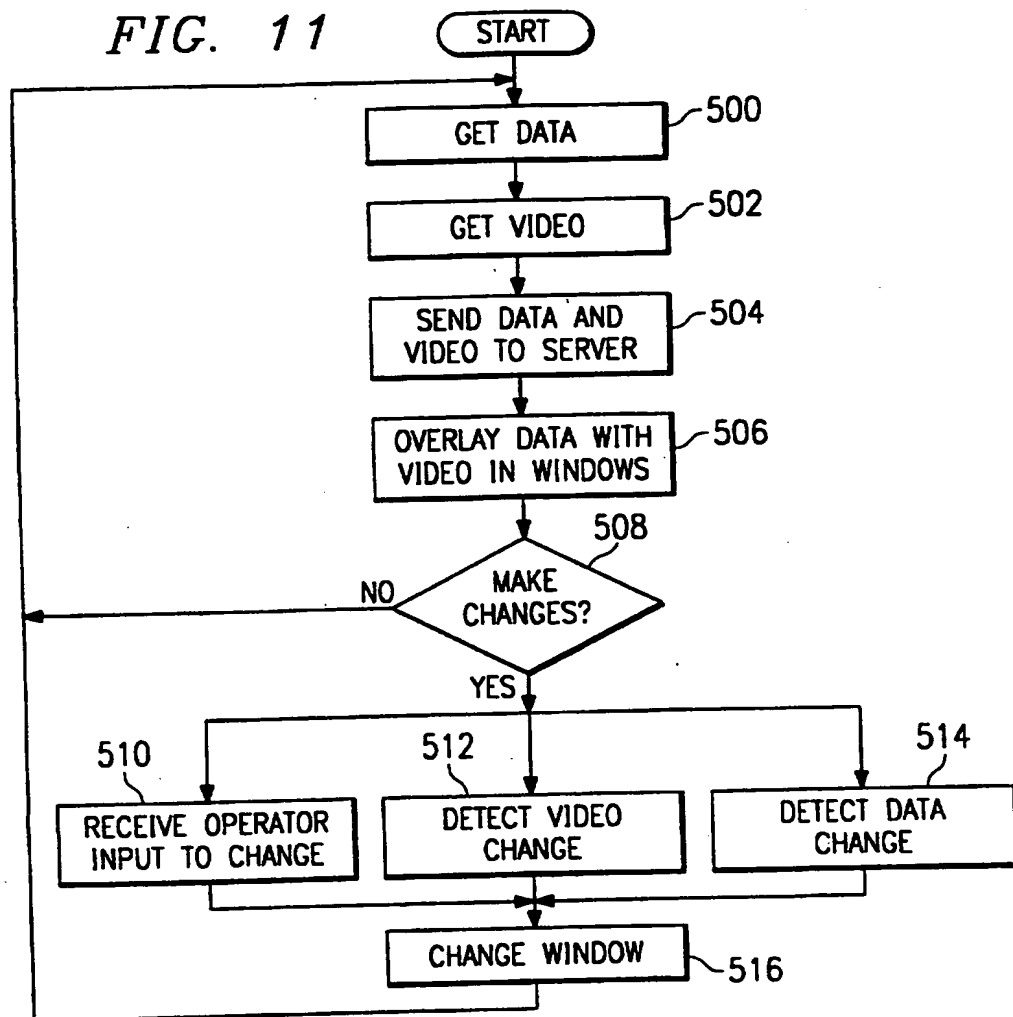 FIG. 11
START
GET DATA
500
GET VIDEO
502
SEND DATA AND
VIDEO TO SERVER
504
OVERLAY DATA WITH
VIDEO IN WINDOWS
506
508
MAKE
CHANGES?
NO
YES
510
RECEIVE OPERATOR
INPUT TO CHANGE
512
DETECT VIDEO
CHANGE
514
DETECT DATA
CHANGE
CHANGE WINDOW
516